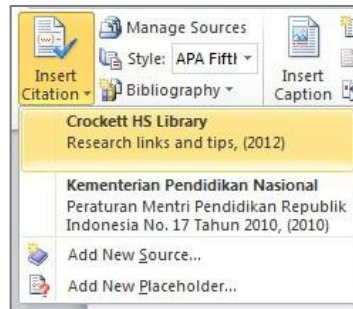 Manage Sources
Style: APA Fifth
Bibliography
Insert
Citation
Insert
Caption
Crockett HS Library
Research links and tips, (2012)
Kementerian Pendidikan Nasional
Peraturan Mentri Pendidikan Republik
Indonesia No. 17 Tahun 2010, (2010)
Add New Source...
Add New Placeholder...